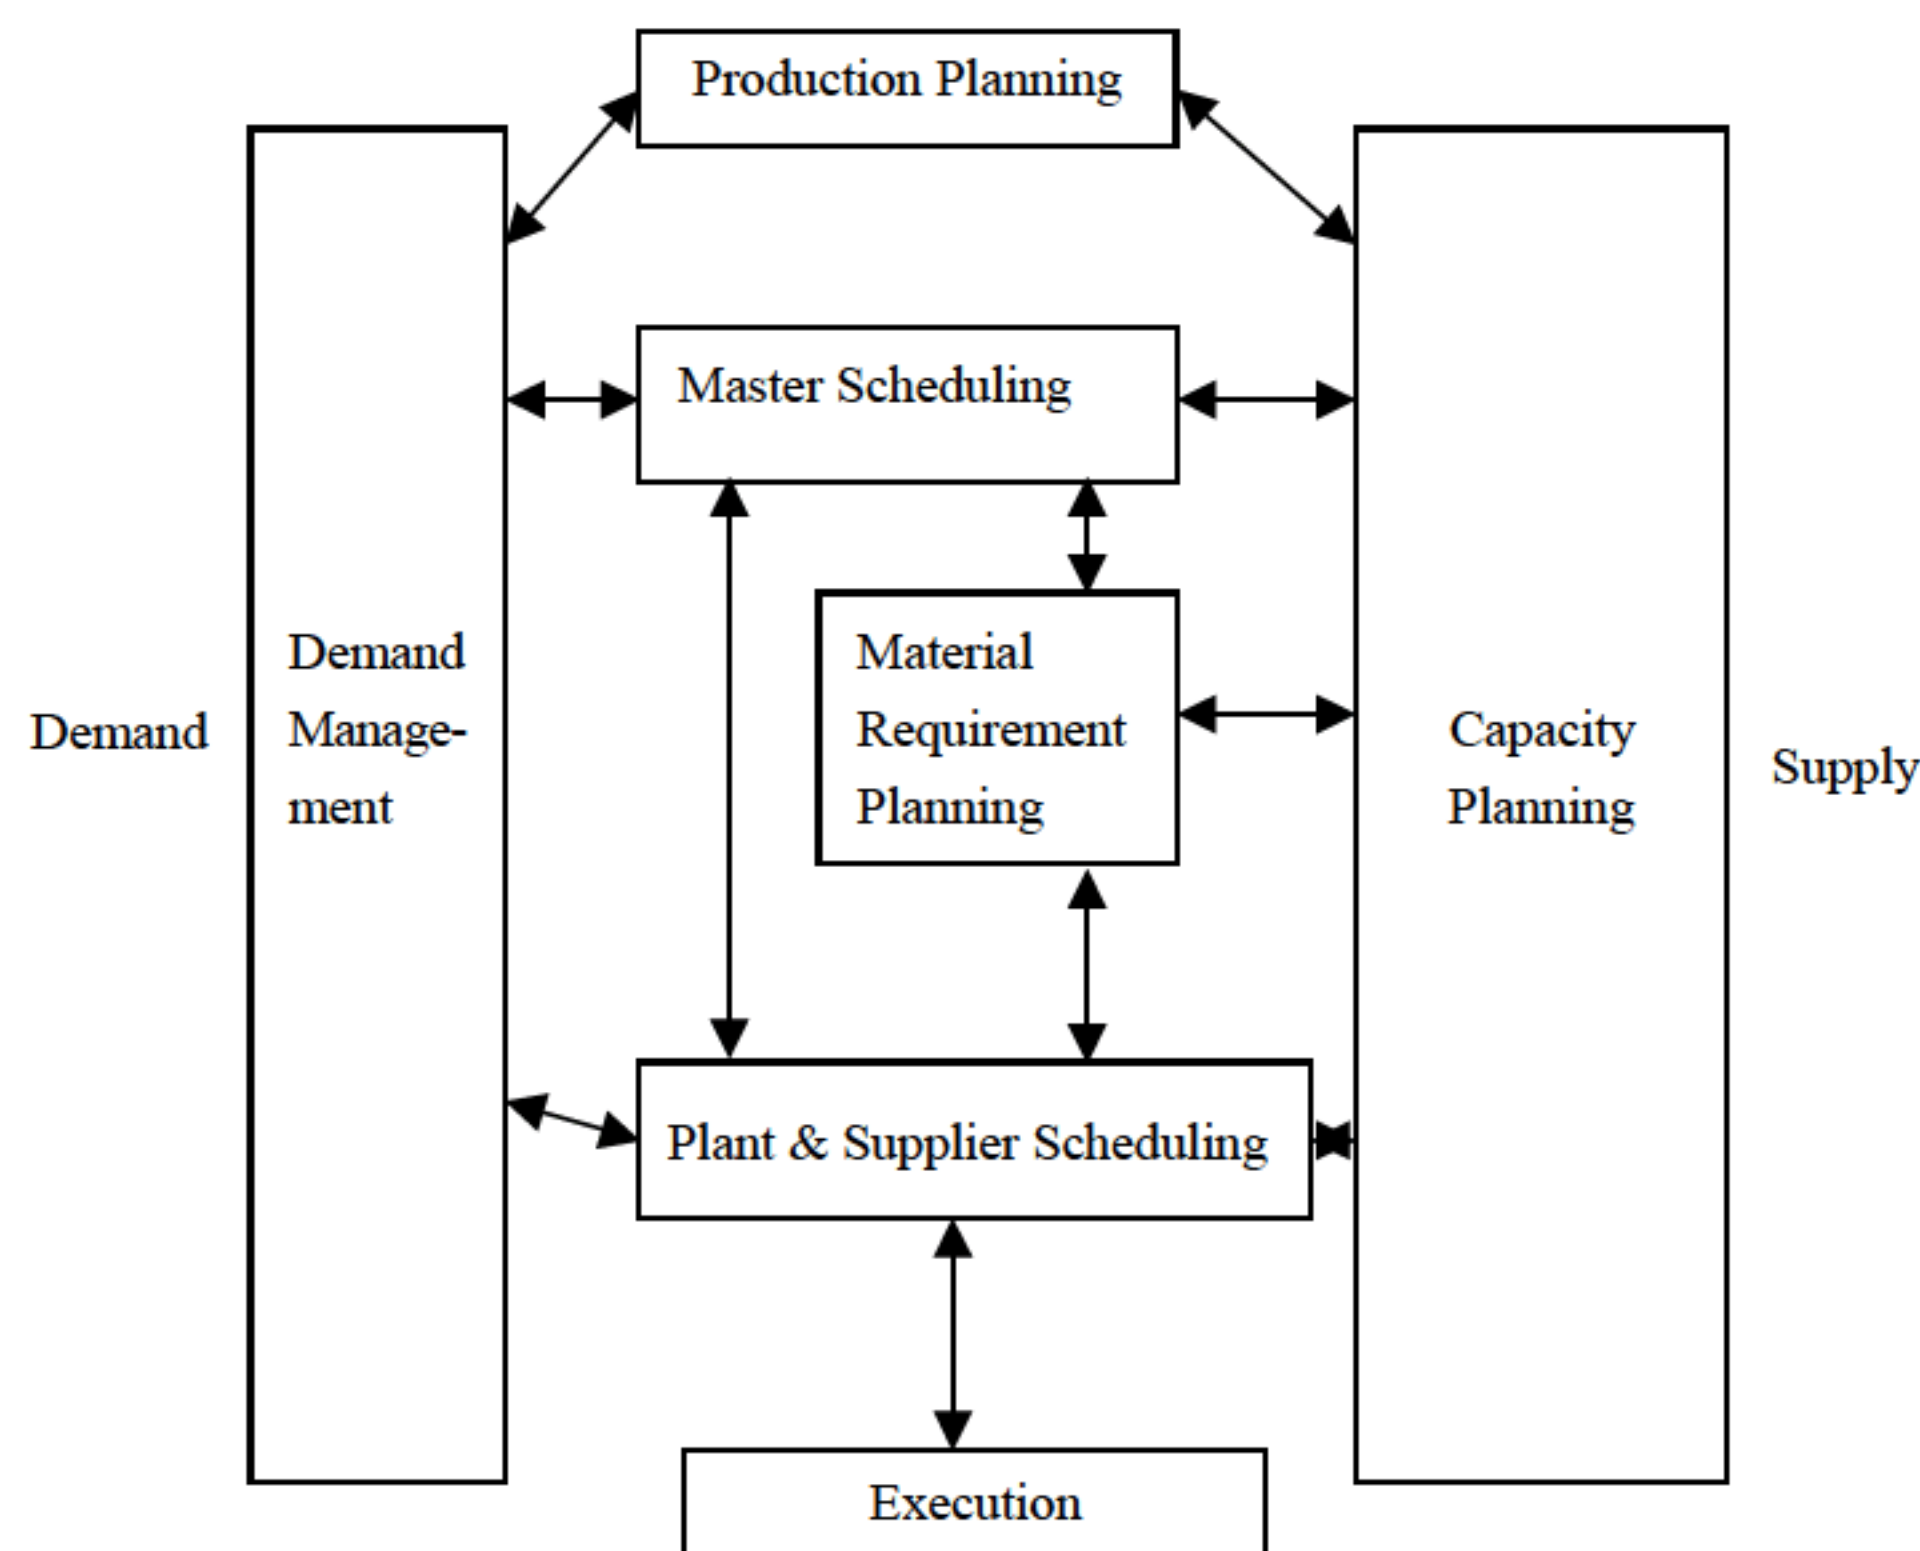 Production Planning
Master Scheduling
Demand
Demand
Manage-
ment
Material
Requirement
Planning
Capacity
Planning
Supply
Plant & Supplier Scheduling
Execution